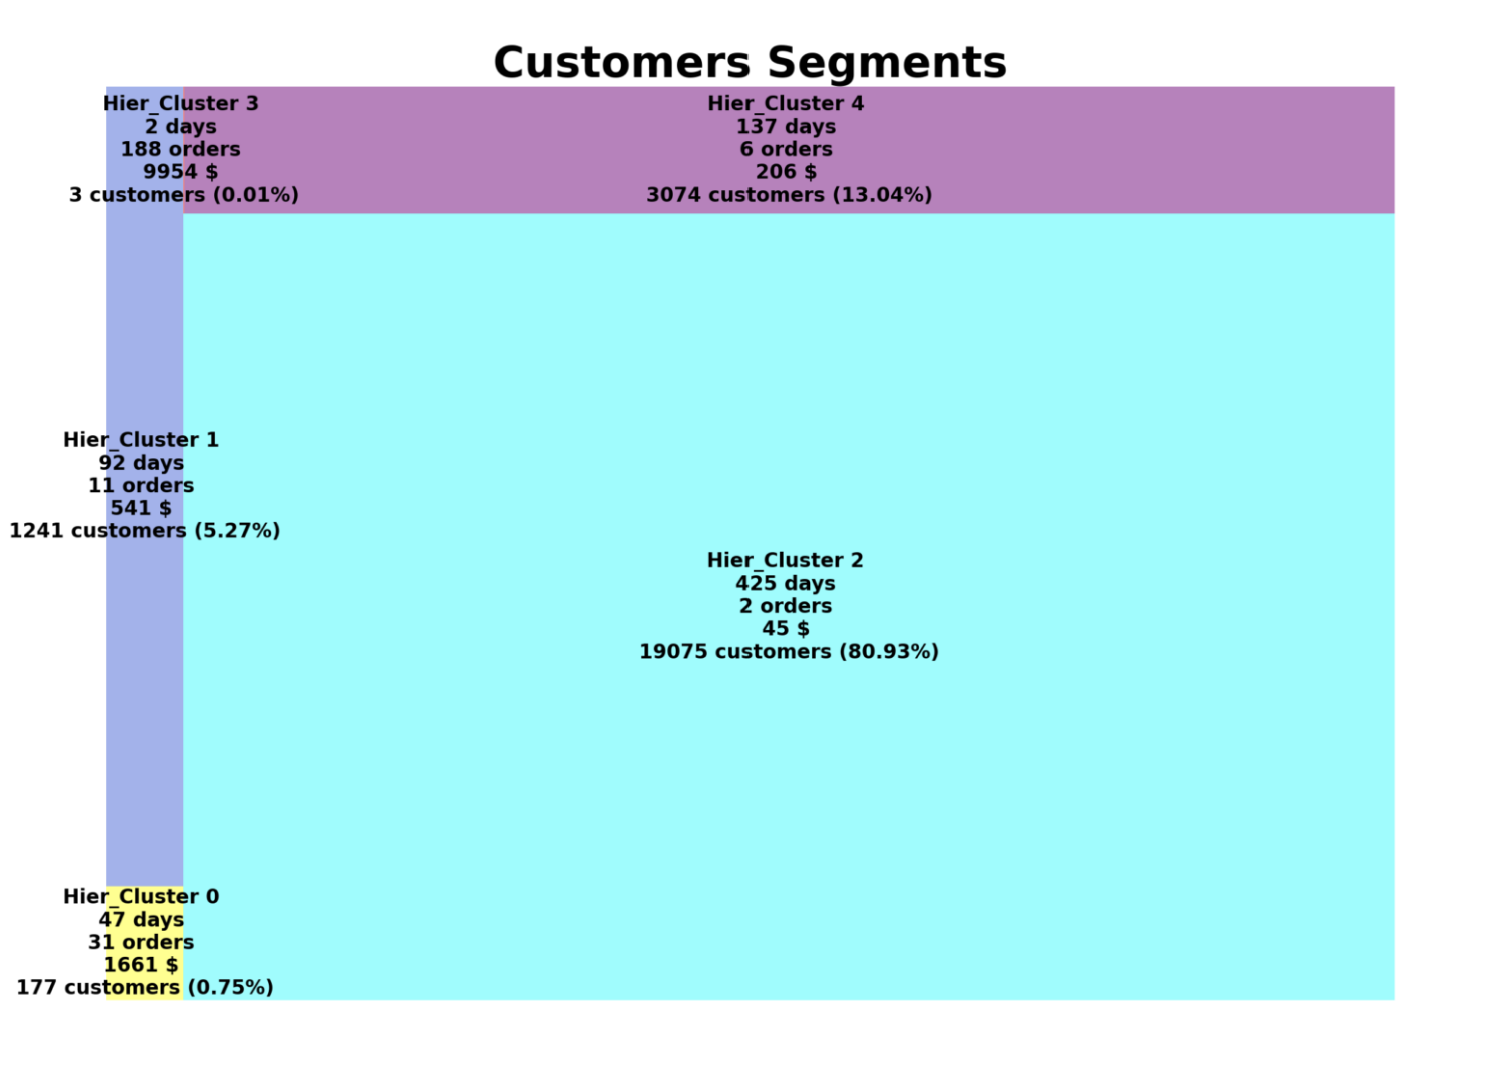 Customers Segments
Hier_Cluster 3
2 days
188 orders
9954 $
3 customers (0.01%)
Hier_Cluster 4
137 days
6 orders
206 $
3074 customers (13.04%)
Hier_Cluster 1
92 days
11 orders
541 $
1241 customers (5.27%)
Hier_Cluster 2
425 days
2 orders
45 $
19075 customers (80.93%)
Hier_Cluster 0
47 days
31 orders
1661 $
177 customers (0.75%)